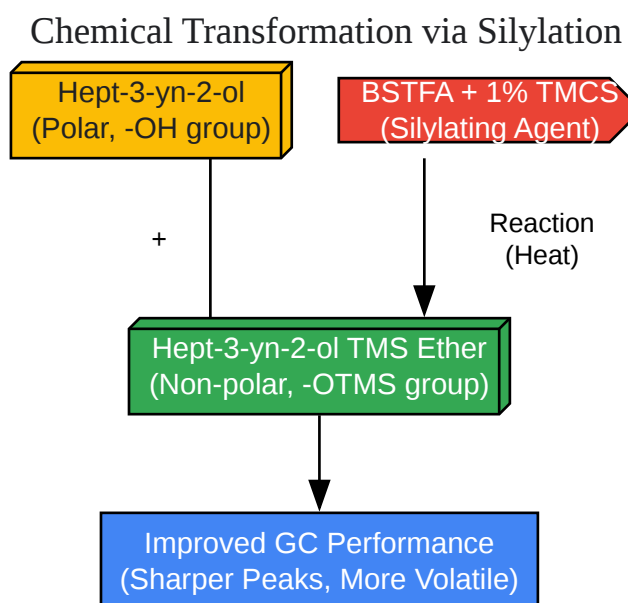 Chemical Transformation via Silylation
Hept-3-yn-2-ol
(Polar, -OH group)
BSTFA + 1% TMCS
(Silylating Agent)
+
Reaction
(Heat)
Hept-3-yn-2-ol TMS Ether
(Non-polar, -OTMS group)
Improved GC Performance
(Sharper Peaks, More Volatile)